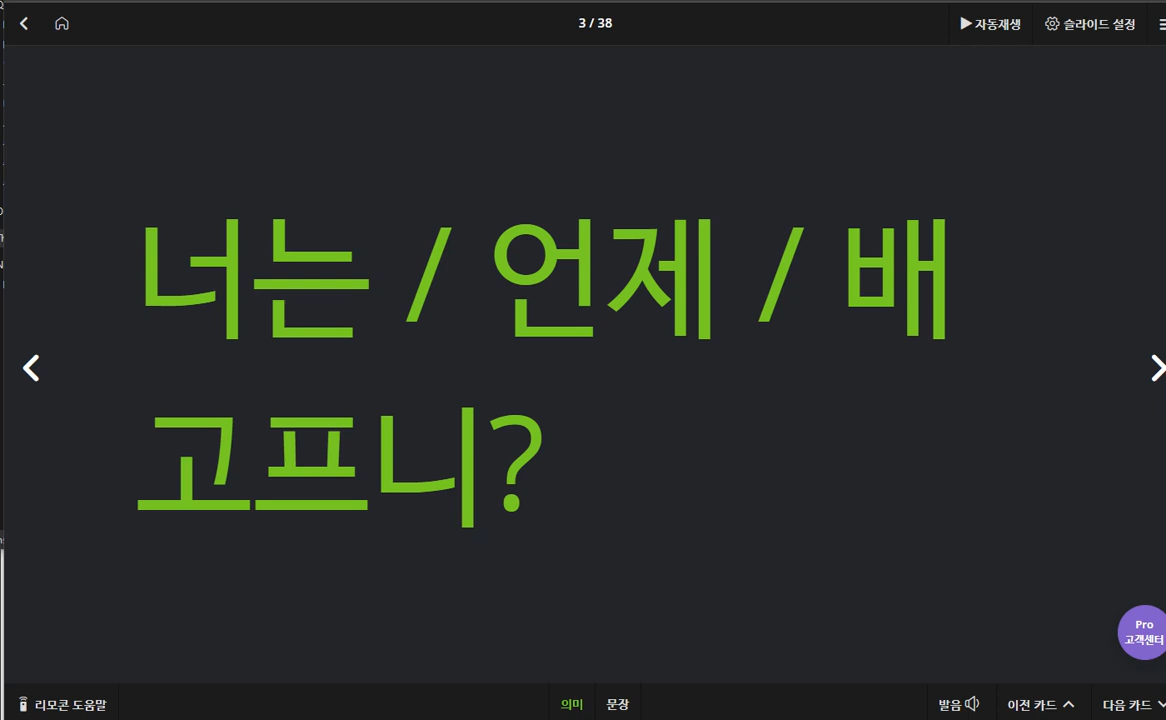 3 / 38
▶ 자동재생
슬라이드 설정
너는 / 언제 / 배
고프니?
Pro
고객센터
리모콘 도움말
의미
문장
발음
이전 카드
다음 카드